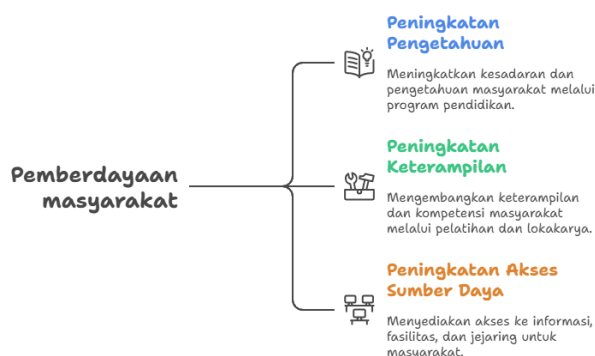 Peningkatan
Pengetahuan
Meningkatkan kesadaran dan
pengetahuan masyarakat melalui
program pendidikan.
Pemberdayaan
masyarakat
Peningkatan
Keterampilan
Mengembangkan keterampilan
dan kompetensi masyarakat
melalui pelatihan dan lokakarya.
Peningkatan Akses
Sumber Daya
Menyediakan akses ke informasi,
fasilitas, dan jejaring untuk
masyarakat.